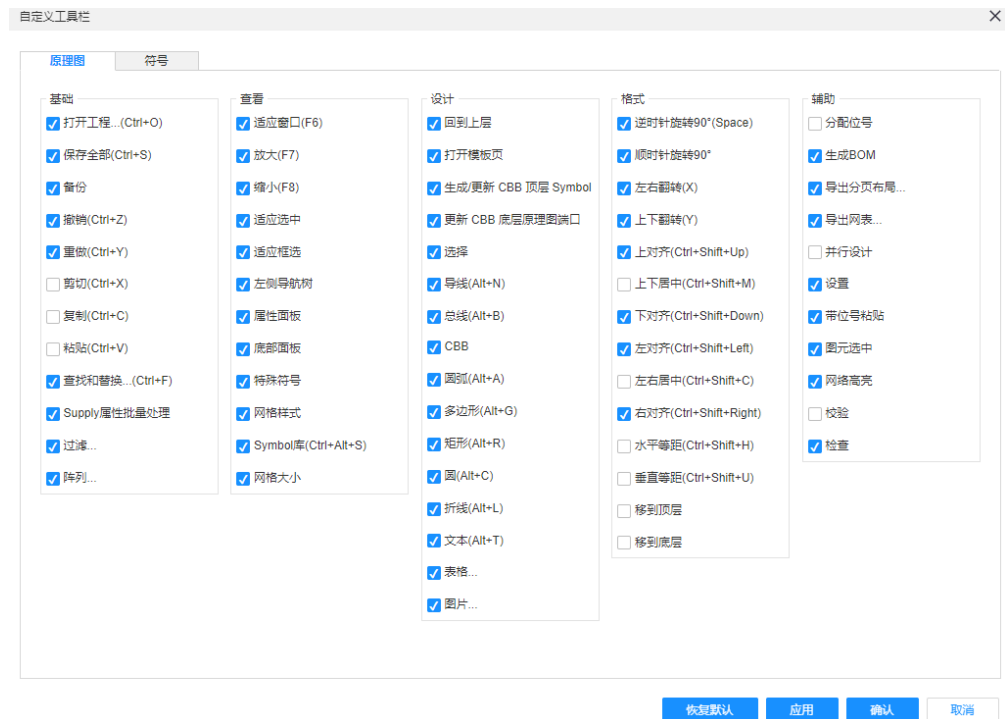 自定义工具栏
原理图
符号
基础
打开工程...(Ctrl+O)
保存全部(Ctrl+S)
备份
撤销(Ctrl+Z)
重做(Ctrl+Y)
剪切(Ctrl+X)
复制(Ctrl+C)
粘贴(Ctrl+V)
查找和替换...(Ctrl+F)
Supply属性批量处理
过滤...
阵列...
查看
适应窗口(F6)
放大(F7)
缩小(F8)
适应选中
适应框选
左侧导航树
属性面板
底部面板
特殊符号
网格样式
Symbol库(Ctrl+Alt+S)
网格大小
设计
回到上层
打开模板页
生成/更新 CBB 顶层 Symbol
更新 CBB 底层原理图端口
选择
导线(Alt+N)
总线(Alt+B)
CBB
圆弧(Alt+A)
多边形(Alt+G)
矩形(Alt+R)
圆(Alt+C)
折线(Alt+L)
文本(Alt+T)
表格...
图片...
格式
逆时针旋转90°(Space)
顺时针旋转90°
左右翻转(X)
上下翻转(Y)
上对齐(Ctrl+Shift+Up)
上下居中(Ctrl+Shift+M)
下对齐(Ctrl+Shift+Down)
左对齐(Ctrl+Shift+Left)
左右居中(Ctrl+Shift+C)
右对齐(Ctrl+Shift+Right)
水平等距(Ctrl+Shift+H)
垂直等距(Ctrl+Shift+U)
移到顶层
移到底层
辅助
分配位号
生成BOM
导出分页布局...
导出网表...
并行设计
设置
带位号粘贴
图元选中
网络高亮
校验
检查
恢复默认
应用
确认
取消